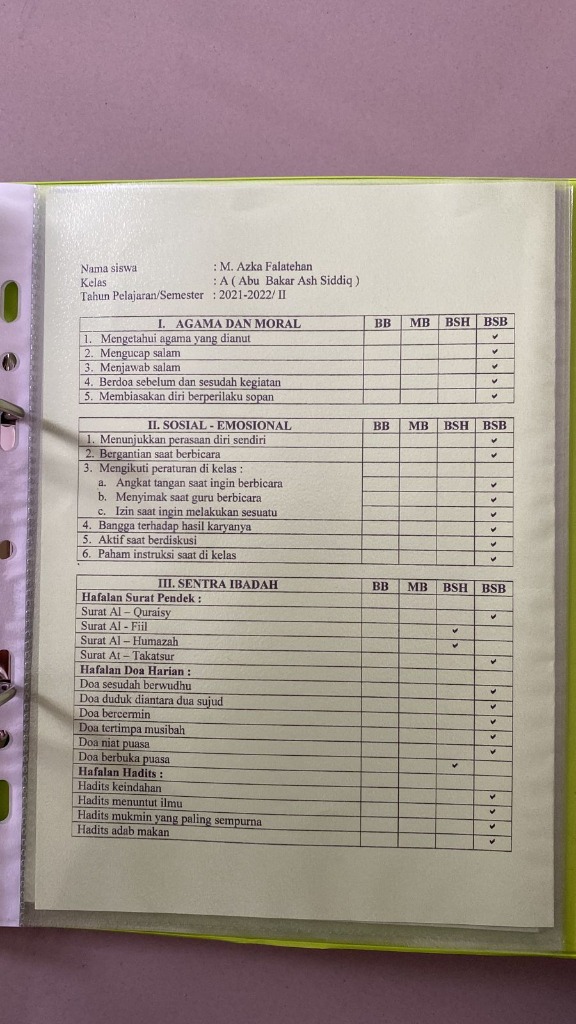 Nama siswa : M. Azka Falatehan
Kelas : A ( Abu Bakar Ash Siddiq )
Tahun Pelajaran/Semester : 2021-2022/ II
I. AGAMA DAN MORAL BB MB BSH BSB
1. Mengetahui agama yang dianut ✓
2. Mengucap salam ✓
3. Menjawab salam ✓
4. Berdoa sebelum dan sesudah kegiatan ✓
5. Membiasakan diri berperilaku sopan ✓
II. SOSIAL - EMOSIONAL BB MB BSH BSB
1. Menunjukkan perasaan diri sendiri ✓
2. Bergantian saat berbicara ✓
3. Mengikuti peraturan di kelas :
a. Angkat tangan saat ingin berbicara ✓
b. Menyimak saat guru berbicara ✓
c. Izin saat ingin melakukan sesuatu ✓
4. Bangga terhadap hasil karyanya ✓
5. Aktif saat berdiskusi ✓
6. Paham instruksi saat di kelas ✓
III. SENTRA IBADAH BB MB BSH BSB
Hafalan Surat Pendek :
Surat Al – Quraisy ✓
Surat Al - Fiil ✓
Surat Al – Humazah ✓
Surat At – Takatsur ✓
Hafalan Doa Harian :
Doa sesudah berwudhu ✓
Doa duduk diantara dua sujud ✓
Doa bercermin ✓
Doa tertimpa musibah ✓
Doa niat puasa ✓
Doa berbuka puasa ✓
Hafalan Hadits :
Hadits keindahan ✓
Hadits menuntut ilmu ✓
Hadits mukmin yang paling sempurna ✓
Hadits adab makan ✓